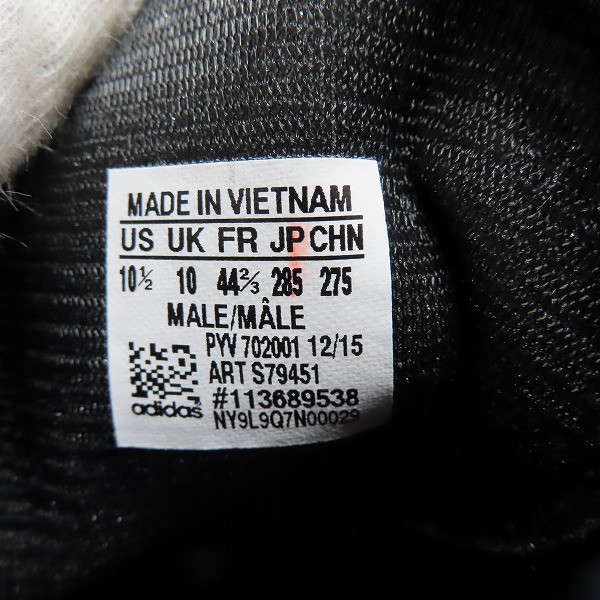 MADE IN VIETNAM
US UK FR JP CHN
10½ 10 44⅔ 285 275
MALE/MÂLE
PYV 702001 12/15
ART S79451
#113689538
adidas NY9L9Q7N00029